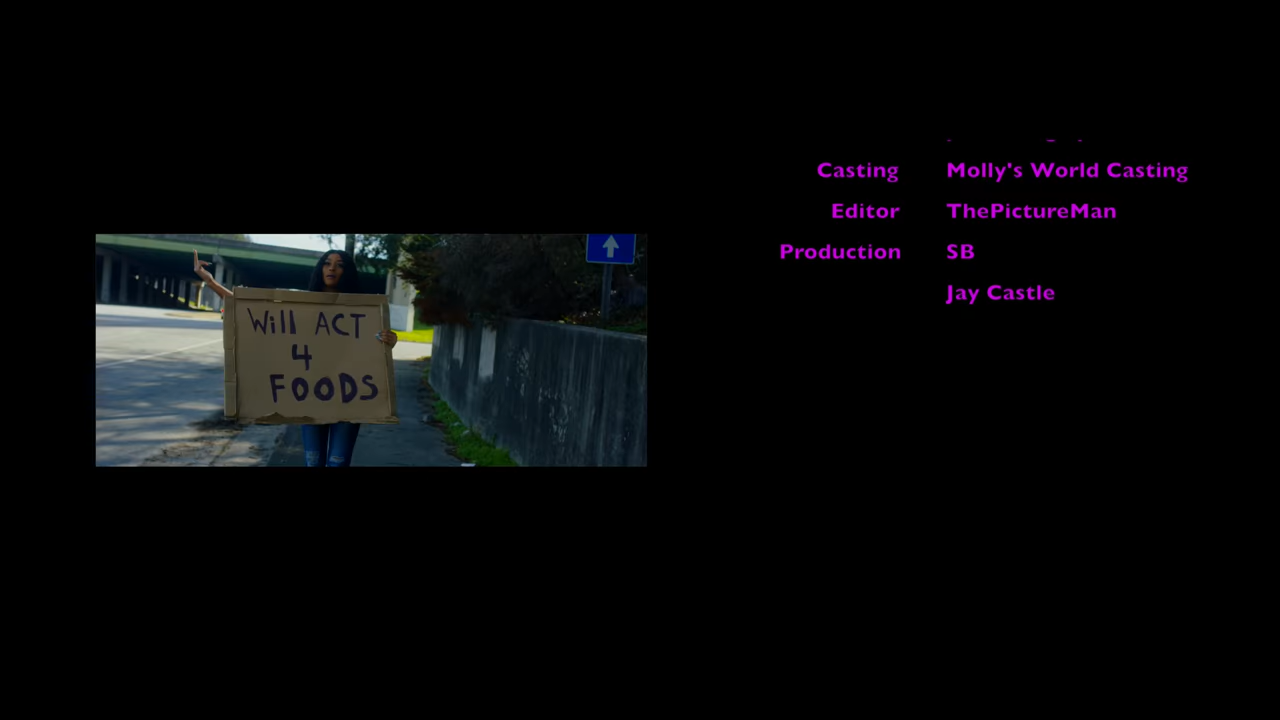 Will ACT
4
FOODS
Casting Molly's World Casting
Editor ThePictureMan
Production SB
Jay Castle